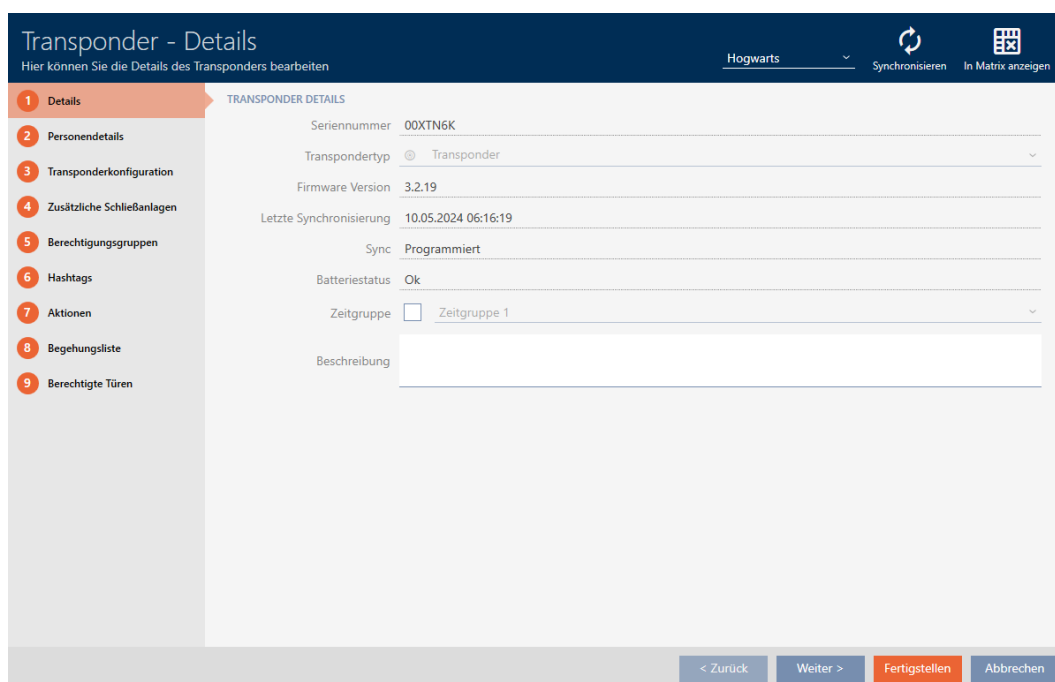 Transponder - Details
Hier können Sie die Details des Transponders bearbeiten
Hogwarts
Synchronisieren
In Matrix anzeigen
1 Details
2 Personendetails
3 Transponderkonfiguration
4 Zusätzliche Schließanlagen
5 Berechtigungsgruppen
6 Hashtags
7 Aktionen
8 Begehungsliste
9 Berechtigte Türen
TRANSPONDER DETAILS
Seriennummer 00XTN6K
Transpondertyp Transponder
Firmware Version 3.2.19
Letzte Synchronisierung 10.05.2024 06:16:19
Sync Programmiert
Batteriestatus Ok
Zeitgruppe Zeitgruppe 1
Beschreibung
< Zurück Weiter > Fertigstellen Abbrechen